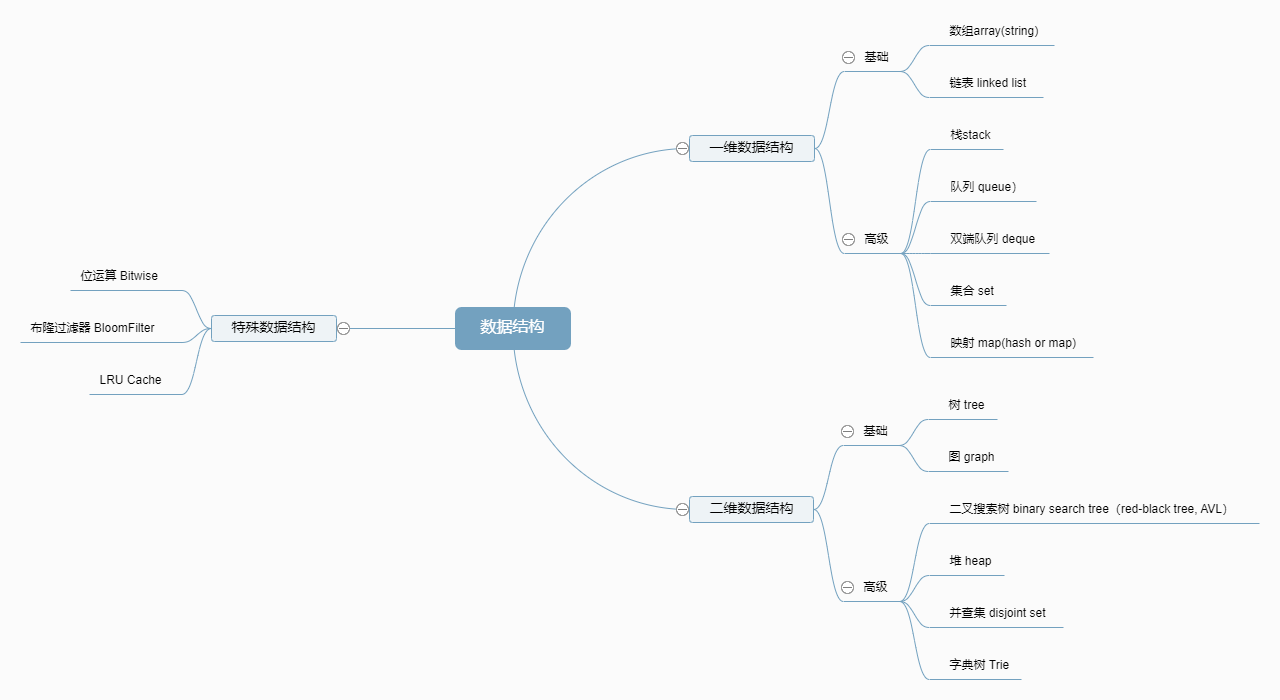 数据结构
一维数据结构
基础
数组array(string)
链表 linked list
高级
栈stack
队列 queue）
双端队列 deque
集合 set
映射 map(hash or map)
二维数据结构
基础
树 tree
图 graph
高级
二叉搜索树 binary search tree（red-black tree, AVL）
堆 heap
并查集 disjoint set
字典树 Trie
特殊数据结构
位运算 Bitwise
布隆过滤器 BloomFilter
LRU Cache